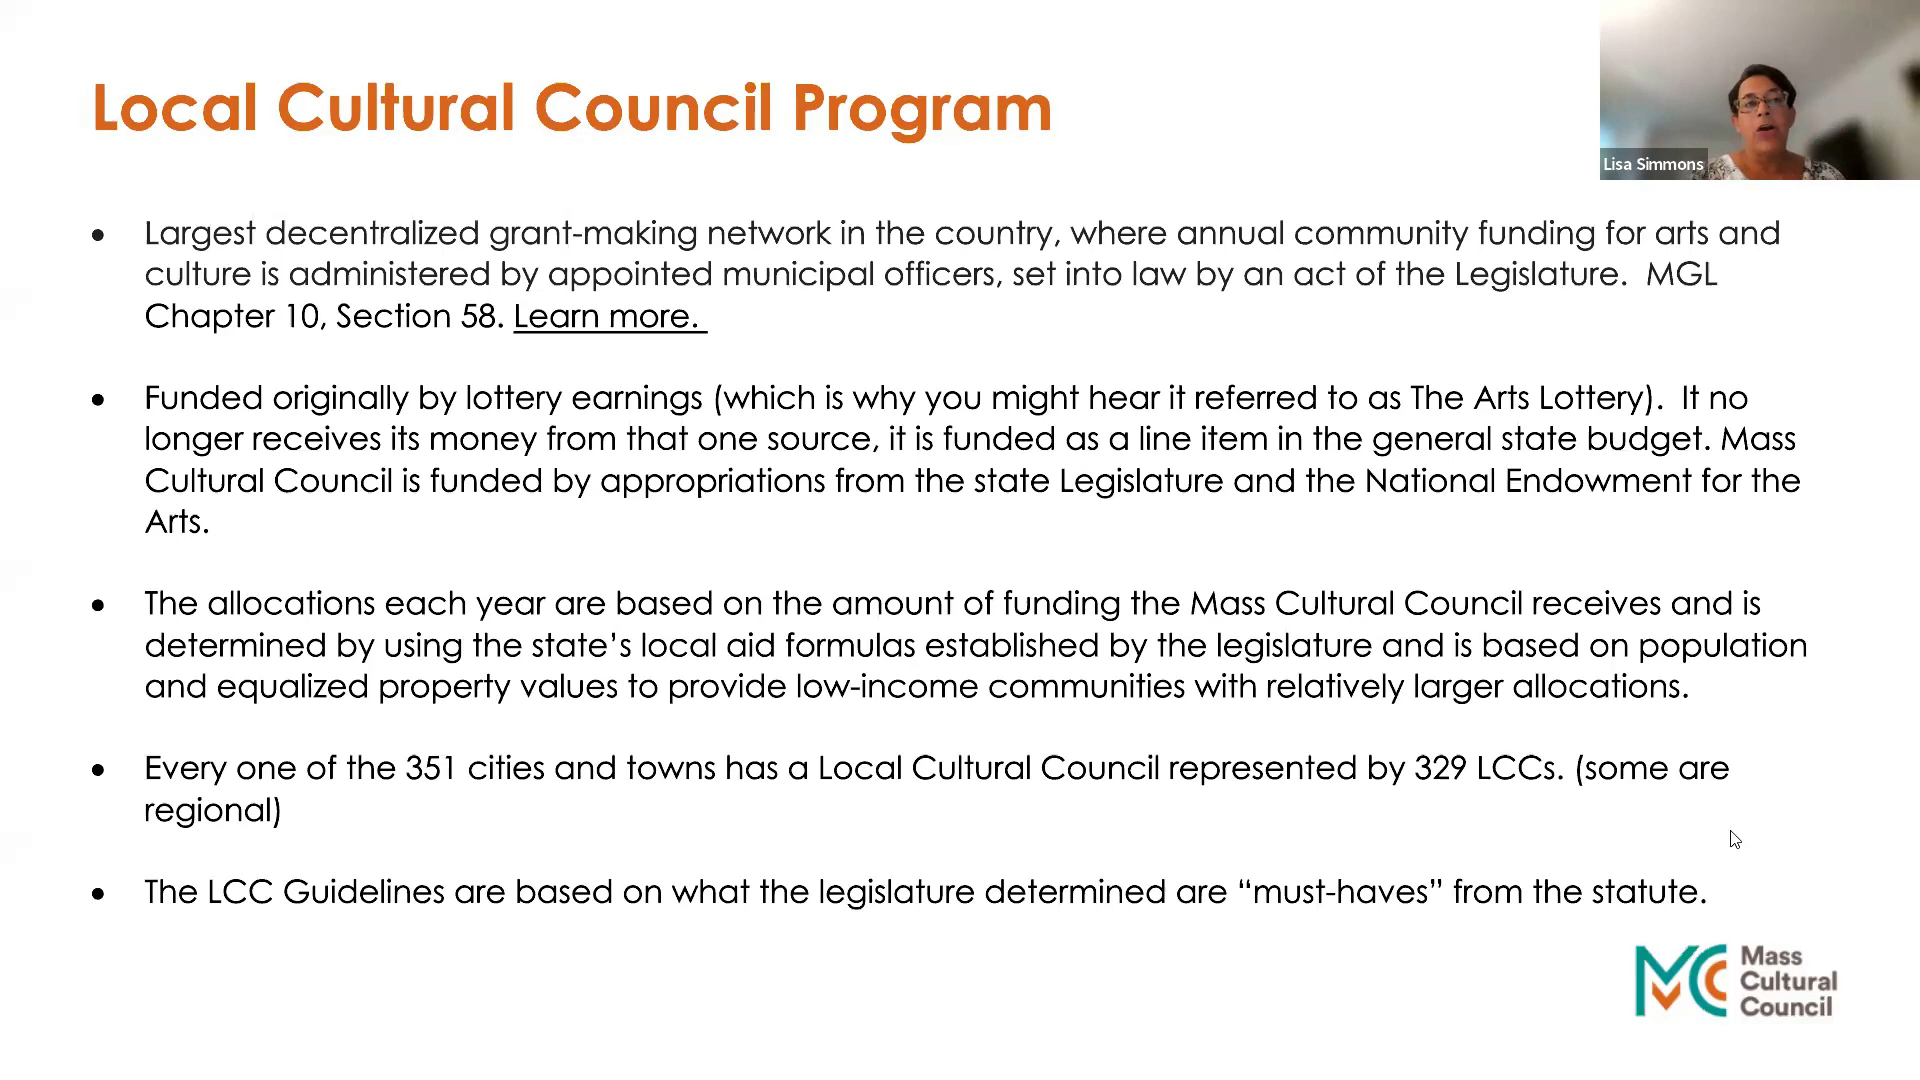 Local Cultural Council Program
Lisa Simmons
• Largest decentralized grant-making network in the country, where annual community funding for arts and
culture is administered by appointed municipal officers, set into law by an act of the Legislature.  MGL
Chapter 10, Section 58. Learn more.
• Funded originally by lottery earnings (which is why you might hear it referred to as The Arts Lottery).  It no
longer receives its money from that one source, it is funded as a line item in the general state budget. Mass
Cultural Council is funded by appropriations from the state Legislature and the National Endowment for the
Arts.
• The allocations each year are based on the amount of funding the Mass Cultural Council receives and is
determined by using the state’s local aid formulas established by the legislature and is based on population
and equalized property values to provide low-income communities with relatively larger allocations.
• Every one of the 351 cities and towns has a Local Cultural Council represented by 329 LCCs. (some are
regional)
• The LCC Guidelines are based on what the legislature determined are “must-haves” from the statute.
MCC
Mass
Cultural
Council